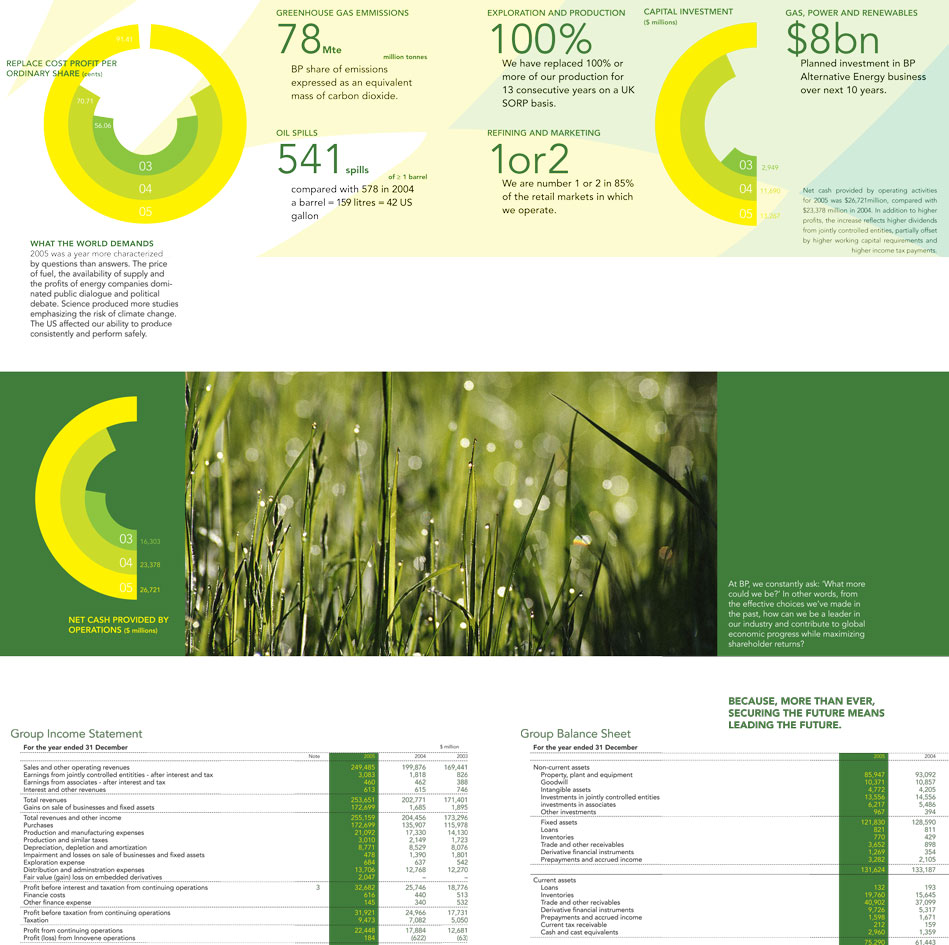 REPLACE COST PROFIT PER
ORDINARY SHARE (cents)
70.71
56.06
03
04
05
GREENHOUSE GAS EMMISSIONS
78 Mte
million tonnes
BP share of emissions
expressed as an equivalent
mass of carbon dioxide.
OIL SPILLS
541 spills
of ≥ 1 barrel
compared with 578 in 2004
a barrel = 159 litres = 42 US
gallon
EXPLORATION AND PRODUCTION
100%
We have replaced 100% or
more of our production for
13 consecutive years on a UK
SORP basis.
REFINING AND MARKETING
1or2
We are number 1 or 2 in 85%
of the retail markets in which
we operate.
CAPITAL INVESTMENT
($ millions)
03 2,949
04
05
GAS, POWER AND RENEWABLES
$8bn
Planned investment in BP
Alternative Energy business
over next 10 years.
Net cash provided by operating activities
for 2005 was $26,721million, compared with
$23,378 million in 2004. In addition to higher
profits, the increase reflects higher dividends
from jointly controlled entities, partially offset
by higher working capital requirements and
higher income tax payments.
WHAT THE WORLD DEMANDS
2005 was a year more characterized
by questions than answers. The price
of fuel, the availability of supply and
the profits of energy companies domi-
nated public dialogue and political
debate. Science produced more studies
emphasizing the risk of climate change.
The US affected our ability to produce
consistently and perform safely.
03 16,303
04 23,378
05 26,721
NET CASH PROVIDED BY
OPERATIONS ($ millions)
At BP, we constantly ask: 'What more
could we be?' In other words, from
the effective choices we've made in
the past, how can we be a leader in
our industry and contribute to global
economic progress while maximizing
shareholder returns?
BECAUSE, MORE THAN EVER,
SECURING THE FUTURE MEANS
LEADING THE FUTURE.
Group Income Statement
For the year ended 31 December $ million
Note 2005 2004 2003
Sales and other operating revenues 249,485 199,876 169,441
Earnings from jointly controlled entitities - after interest and tax 3,083 1,818 826
Earnings from associates - after interest and tax 460 462 388
Interest and other revenues 613 615 746
Total revenues 253,651 202,771 171,401
Gains on sale of businesses and fixed assets 172,699 1,685 1,895
Total revenues and other income 255,159 204,456 173,296
Purchases 172,699 135,907 115,978
Production and manufacturing expenses 21,092 17,330 14,130
Production and similar taxes 3,010 2,149 1,723
Depreciation, depletion and amortization 8,771 8,529 8,076
Impairment and losses on sale of businesses and fixed assets 478 1,390 1,801
Exploration expense 684 637 542
Distribution and adminstration expenses 13,706 12,768 12,270
Fair value (gain) loss on embedded derivatives 2,047 – –
Profit before interest and taxation from continuing operations 3 32,682 25,746 18,776
Financie costs 616 440 513
Other finance expense 145 340 532
Profit before taxation from continuing operations 31,921 24,966 17,731
Taxation 9,473 7,082 5,050
Profit from continuing operations 22,448 17,884 12,681
Profit (loss) from Innovene operations 184 (622) (63)
Group Balance Sheet
For the year ended 31 December
2005 2004
Non-current assets
Property, plant and equipment 85,947 93,092
Goodwill 10,371 10,857
Intangible assets 4,772 4,205
Investments in jointly controlled entities 13,556 14,556
investments in associates 6,217 5,486
Other investments 967 394
Fixed assets 121,830 128,590
Loans 821 811
Inventories 770 429
Trade and other receivables 3,652 898
Derivative financial instruments 1,269 354
Prepayments and accrued income 3,282 2,105
131,624 133,187
Current assets
Loans 132 193
Inventories 19,760 15,645
Trade and other receivables 40,902 37,099
Derivative financial instruments 9,726 5,317
Prepayments and accrued income 1,598 1,671
Current tax receivable 212 159
Cash and cast equivalents 2,960 1,359
75,290 61,443